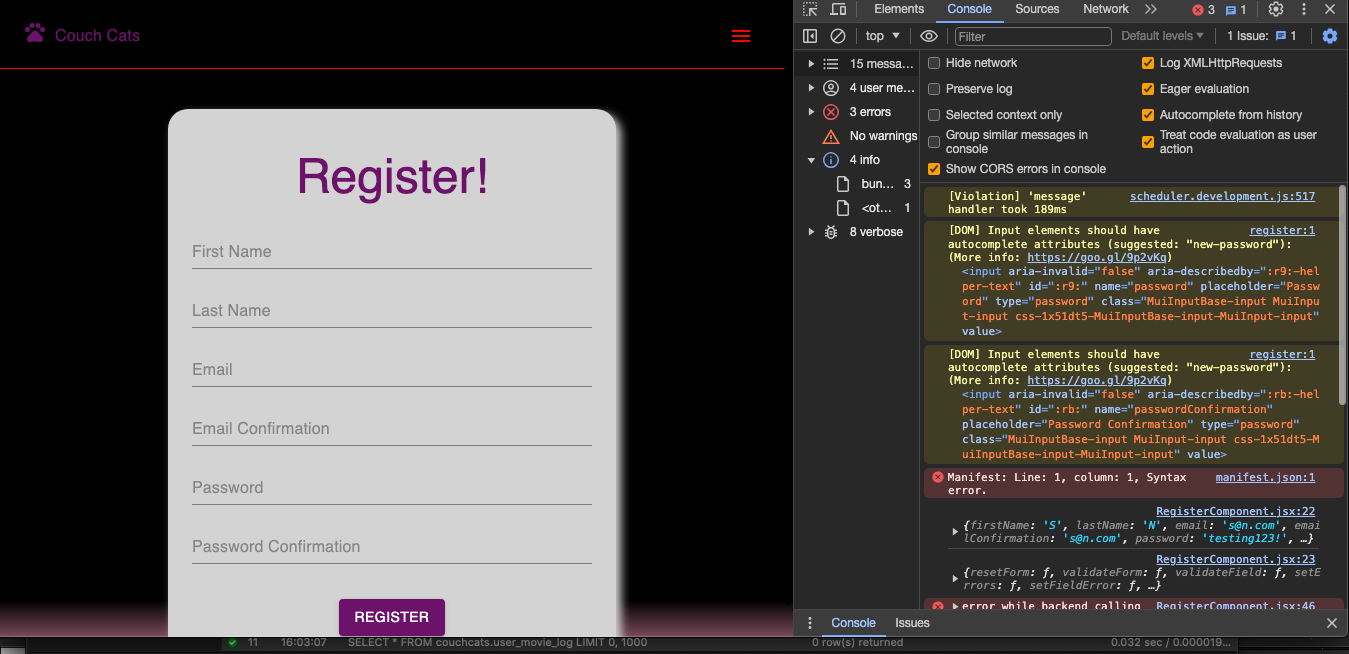 Couch Cats
Register!
First Name
Last Name
Email
Email Confirmation
Password
Password Confirmation
REGISTER
Elements Console Sources Network 3 1
top Filter Default levels 1 Issue: 1
15 messa...
4 user me...
3 errors
No warnings
4 info
bun... 3
<ot... 1
8 verbose
Hide network Log XMLHttpRequests
Preserve log Eager evaluation
Selected context only Autocomplete from history
Group similar messages in console Treat code evaluation as user action
Show CORS errors in console
[Violation] 'message' scheduler.development.js:517
handler took 189ms
[DOM] Input elements should have register:1
autocomplete attributes (suggested: "new-password"):
(More info: https://goo.gl/9p2vKq)
<input aria-invalid="false" aria-describedby=":r9:-hel
per-text" id=":r9:" name="password" placeholder="Passw
ord" type="password" class="MuiInputBase-input MuiInpu
t-input css-1x51dt5-MuiInputBase-input-MuiInput-input"
value>
[DOM] Input elements should have register:1
autocomplete attributes (suggested: "new-password"):
(More info: https://goo.gl/9p2vKq)
<input aria-invalid="false" aria-describedby=":rb:-hel
per-text" id=":rb:" name="passwordConfirmation"
placeholder="Password Confirmation" type="password"
class="MuiInputBase-input MuiInput-input css-1x51dt5-M
uiInputBase-input-MuiInput-input" value>
Manifest: Line: 1, column: 1, Syntax manifest.json:1
error.
RegisterComponent.jsx:22
{firstName: 'S', lastName: 'N', email: 's@n.com', emai
lConfirmation: 's@n.com', password: 'testing123!', …}
RegisterComponent.jsx:23
{resetForm: ƒ, validateForm: ƒ, validateField: ƒ, setE
rrors: ƒ, setFieldError: ƒ, …}
error while backend calling RegisterComponent.jsx:46
Console Issues
11 16:03:07 SELECT * FROM couchcats.user_movie_log LIMIT 0, 1000 0 row(s) returned 0.032 sec / 0.000019...